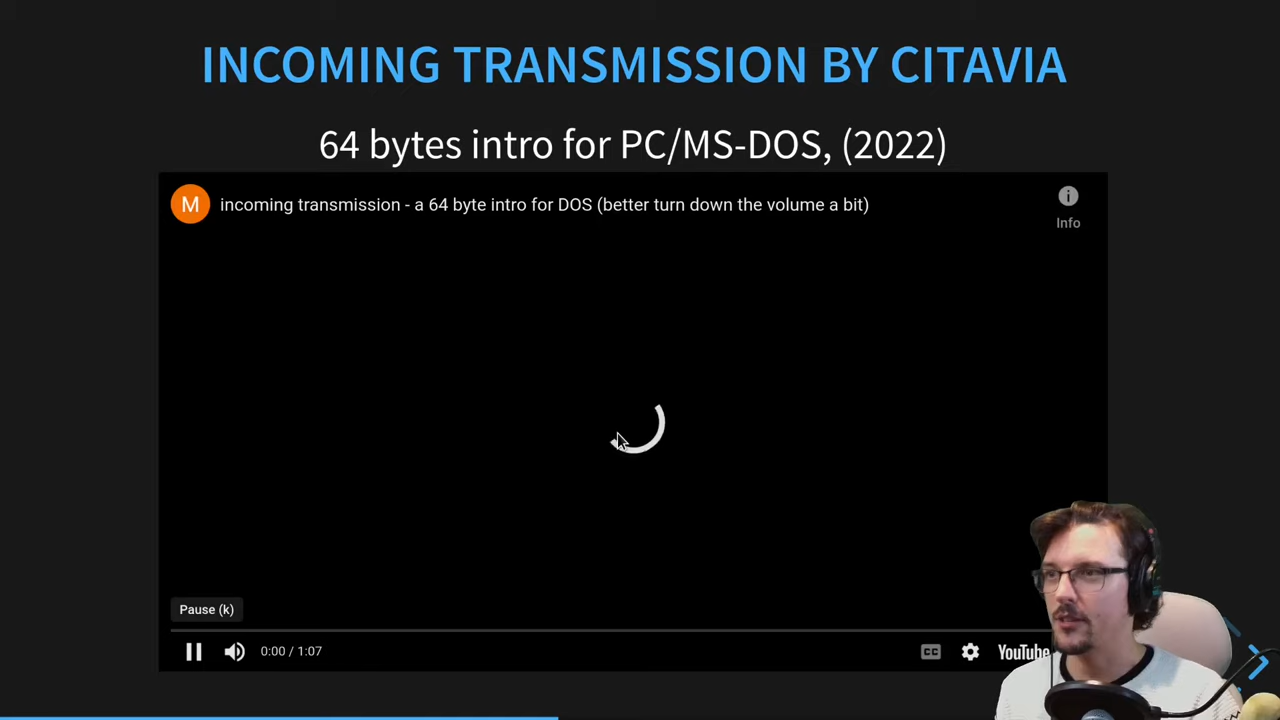 INCOMING TRANSMISSION BY CITAVIA
64 bytes intro for PC/MS-DOS, (2022)
M
incoming transmission - a 64 byte intro for DOS (better turn down the volume a bit)
Info
Pause (k)
0:00 / 1:07
CC
YouTube